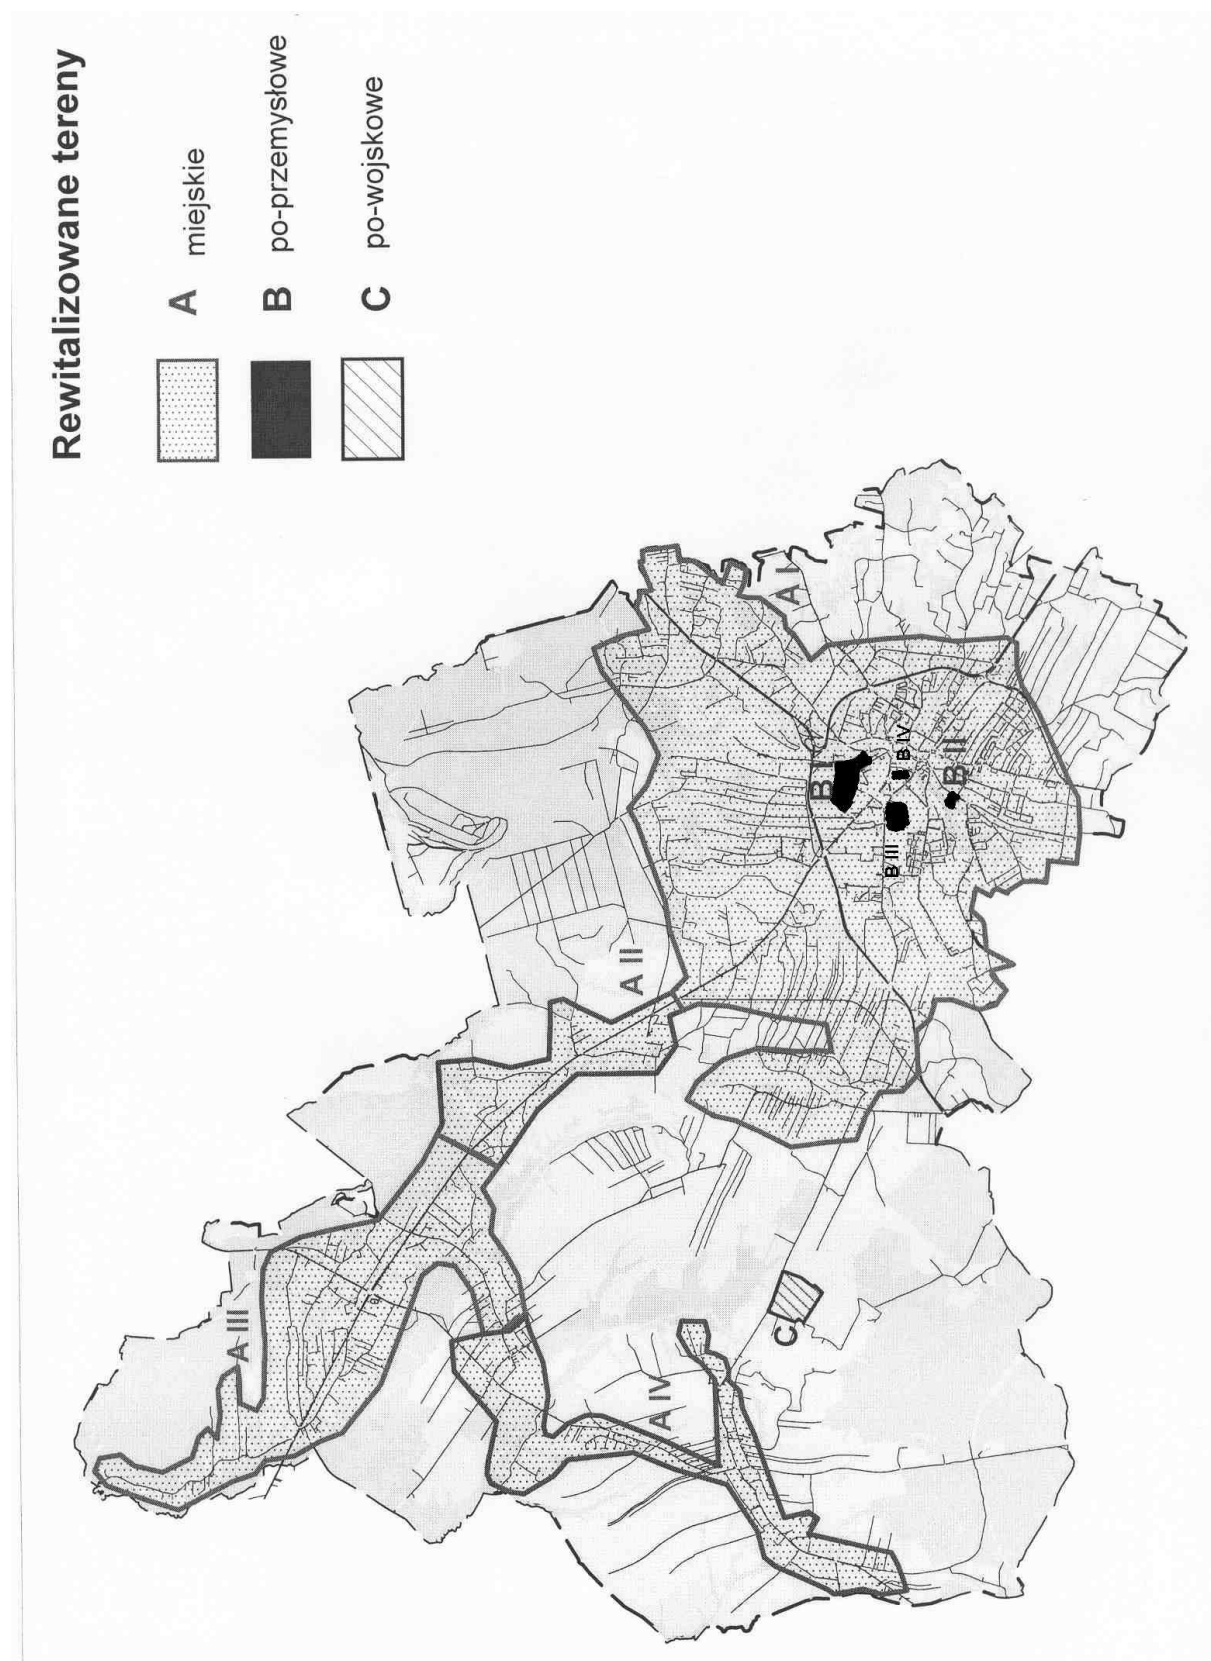 Rewitalizowane tereny
A miejskie
B po-przemysłowe
C po-wojskowe
A I
A II
A III
A IV
B I
B II
B III
B IV
C